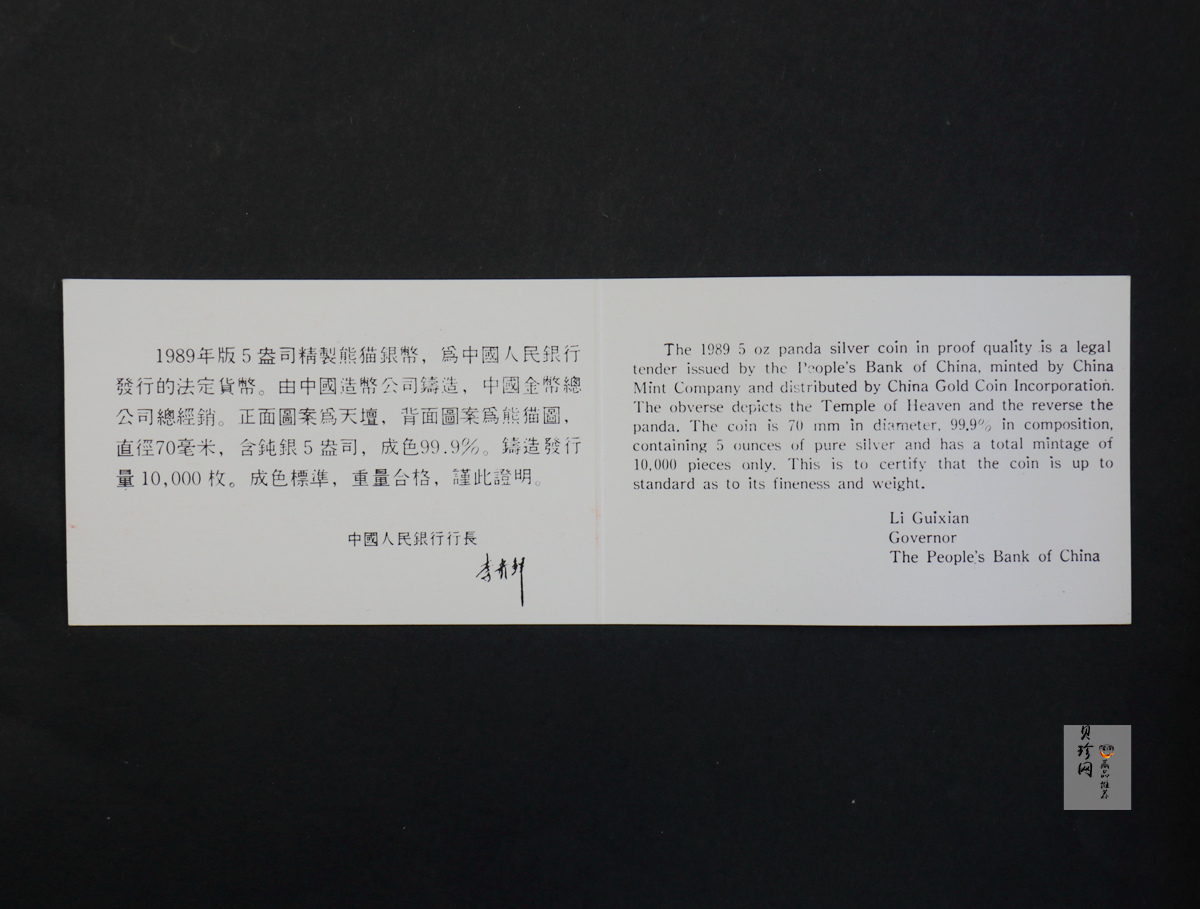 1989年版5盎司精製熊猫銀幣，爲中國人民銀行
發行的法定貨幣。由中國造幣公司鑄造，中國金幣總
公司總經銷。正面圖案爲天壇，背面圖案爲熊猫圖，
直徑70毫米，含純銀5盎司，成色99.9%。鑄造發行
量10,000枚。成色標準，重量合格，謹此證明。
中國人民銀行行長
李貴鮮
The 1989 5 oz panda silver coin in proof quality is a legal
tender issued by the People's Bank of China, minted by China
Mint Company and distributed by China Gold Coin Incorporation.
The obverse depicts the Temple of Heaven and the reverse the
panda. The coin is 70 mm in diameter, 99.9% in composition,
containing 5 ounces of pure silver and has a total mintage of
10,000 pieces only. This is to certify that the coin is up to
standard as to its fineness and weight.
Li Guixian
Governor
The People's Bank of China
贝珍网
藏品推荐